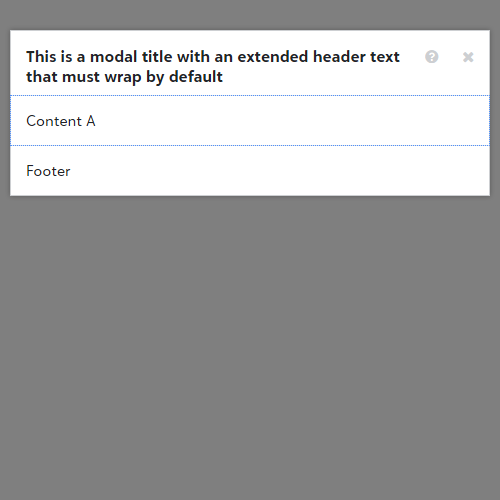 This is a modal title with an extended header text
that must wrap by default
Content A
Footer